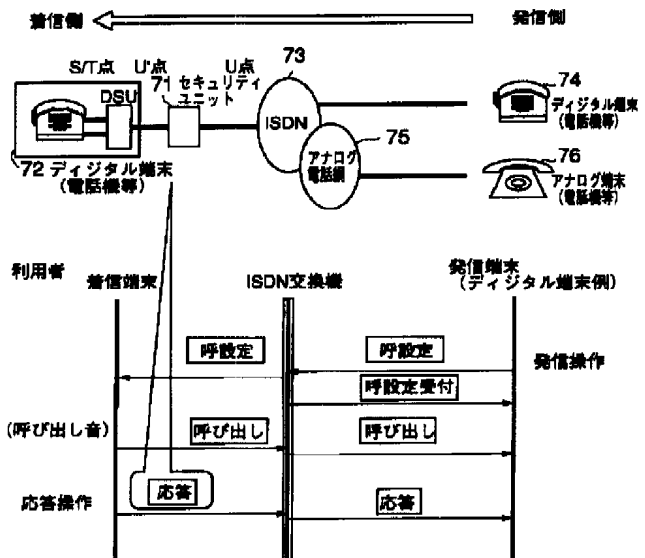 着信側
発信側
S/T点
U'点
U点
73
74
71 セキュリティ
ユニット
DSU
ISDN
ディジタル端末
(電話機等)
75
アナログ
電話網
76
アナログ端末
(電話機等)
72 ディジタル端末
(電話機等)
利用者
着信端末
ISDN交換機
発信端末
(ディジタル端末例)
呼設定
呼設定
発信操作
呼設定受付
(呼び出し音)
呼び出し
呼び出し
応答操作
応答
応答